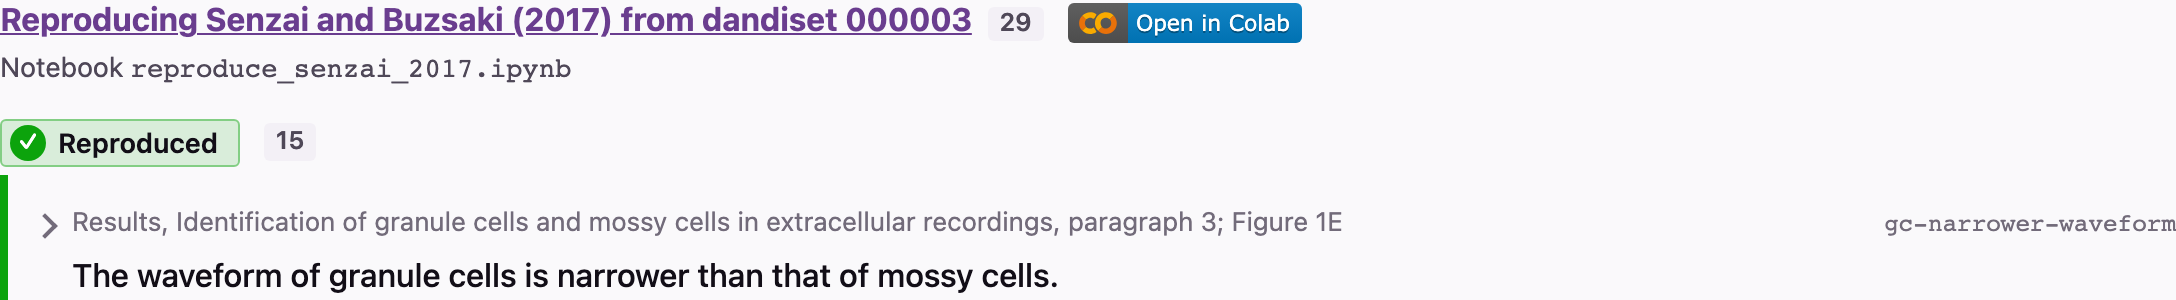 Reproducing Senzai and Buzsaki (2017) from dandiset 000003 29 Open in Colab
Notebook reproduce_senzai_2017.ipynb
Reproduced 15
Results, Identification of granule cells and mossy cells in extracellular recordings, paragraph 3; Figure 1E gc-narrower-waveform
The waveform of granule cells is narrower than that of mossy cells.